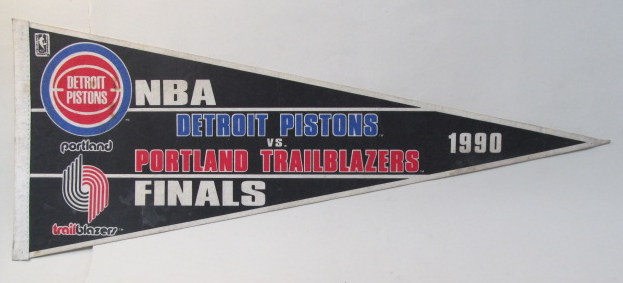 DETROIT
PISTONS
NBA
DETROIT PISTONS
VS.
PORTLAND TRAILBLAZERS
FINALS
1990
portland
trailblazers